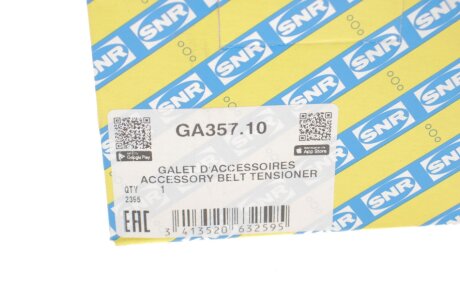 SNR
GA357.10
Google Play
App Store
GALET D'ACCESSOIRES
ACCESSORY BELT TENSIONER
QTY 1
2395
EAC
3 413520 632595